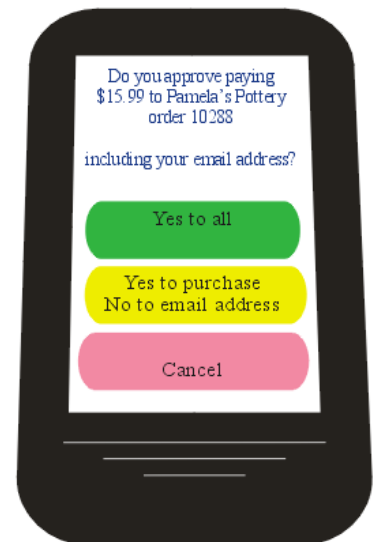 Do you approve paying
$15.99 to Pamela's Pottery
order 10288
including your email address?
Yes to all
Yes to purchase
No to email address
Cancel